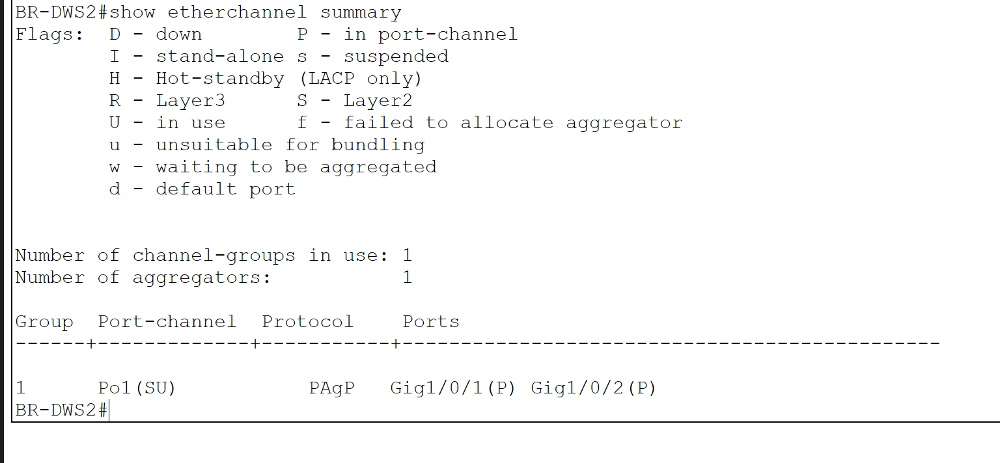 BR-DWS2#show etherchannel summary
Flags:  D - down        P - in port-channel
        I - stand-alone s - suspended
        H - Hot-standby (LACP only)
        R - Layer3      S - Layer2
        U - in use      f - failed to allocate aggregator
        u - unsuitable for bundling
        w - waiting to be aggregated
        d - default port
Number of channel-groups in use: 1
Number of aggregators:           1
Group  Port-channel  Protocol    Ports
------+-------------+-----------+----------------------------------------------
1      Po1(SU)           PAgP   Gig1/0/1(P) Gig1/0/2(P)
BR-DWS2#